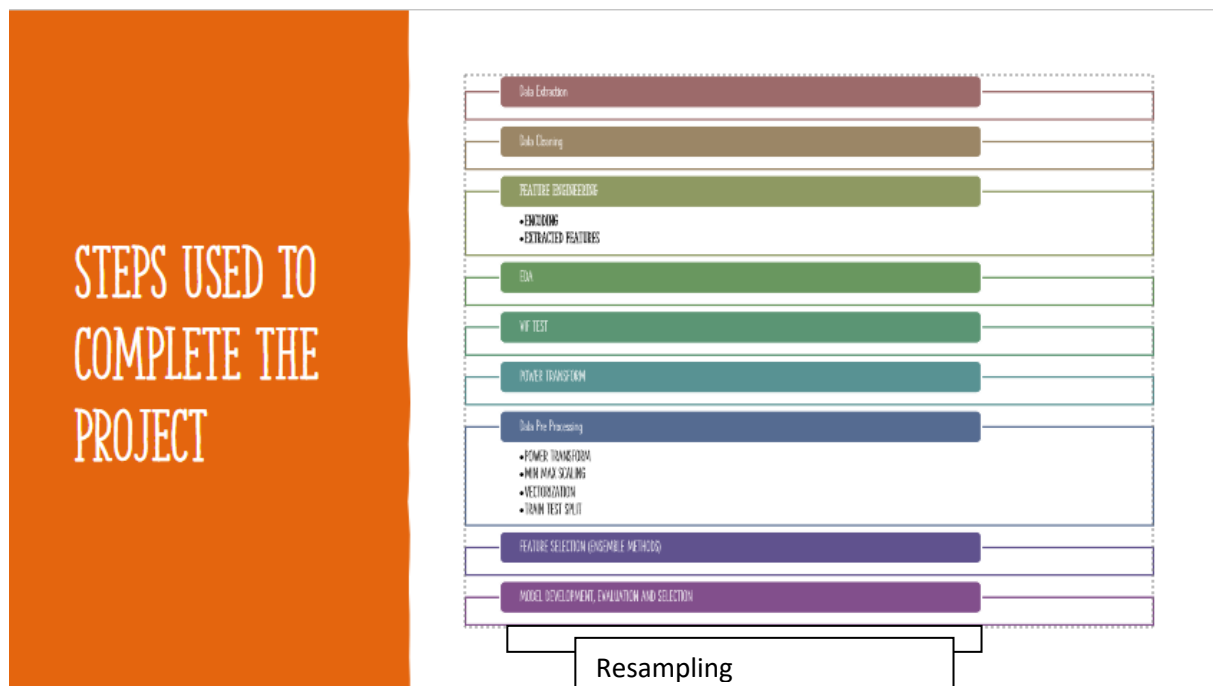 STEPS USED TO
COMPLETE THE
PROJECT
Data Extraction
Data Cleaning
FEATURE ENGINEERING
•ENCODING
•EXTRACTED FEATURES
EDA
VIF TEST
POWER TRANSFORM
Data Pre Processing
•POWER TRANSFORM
•MIN MAX SCALING
•VECTORIZATION
•TRAIN TEST SPLIT
FEATURE SELECTION (ENSEMBLE METHODS)
MODEL DEVELOPMENT, EVALUATION AND SELECTION
Resampling